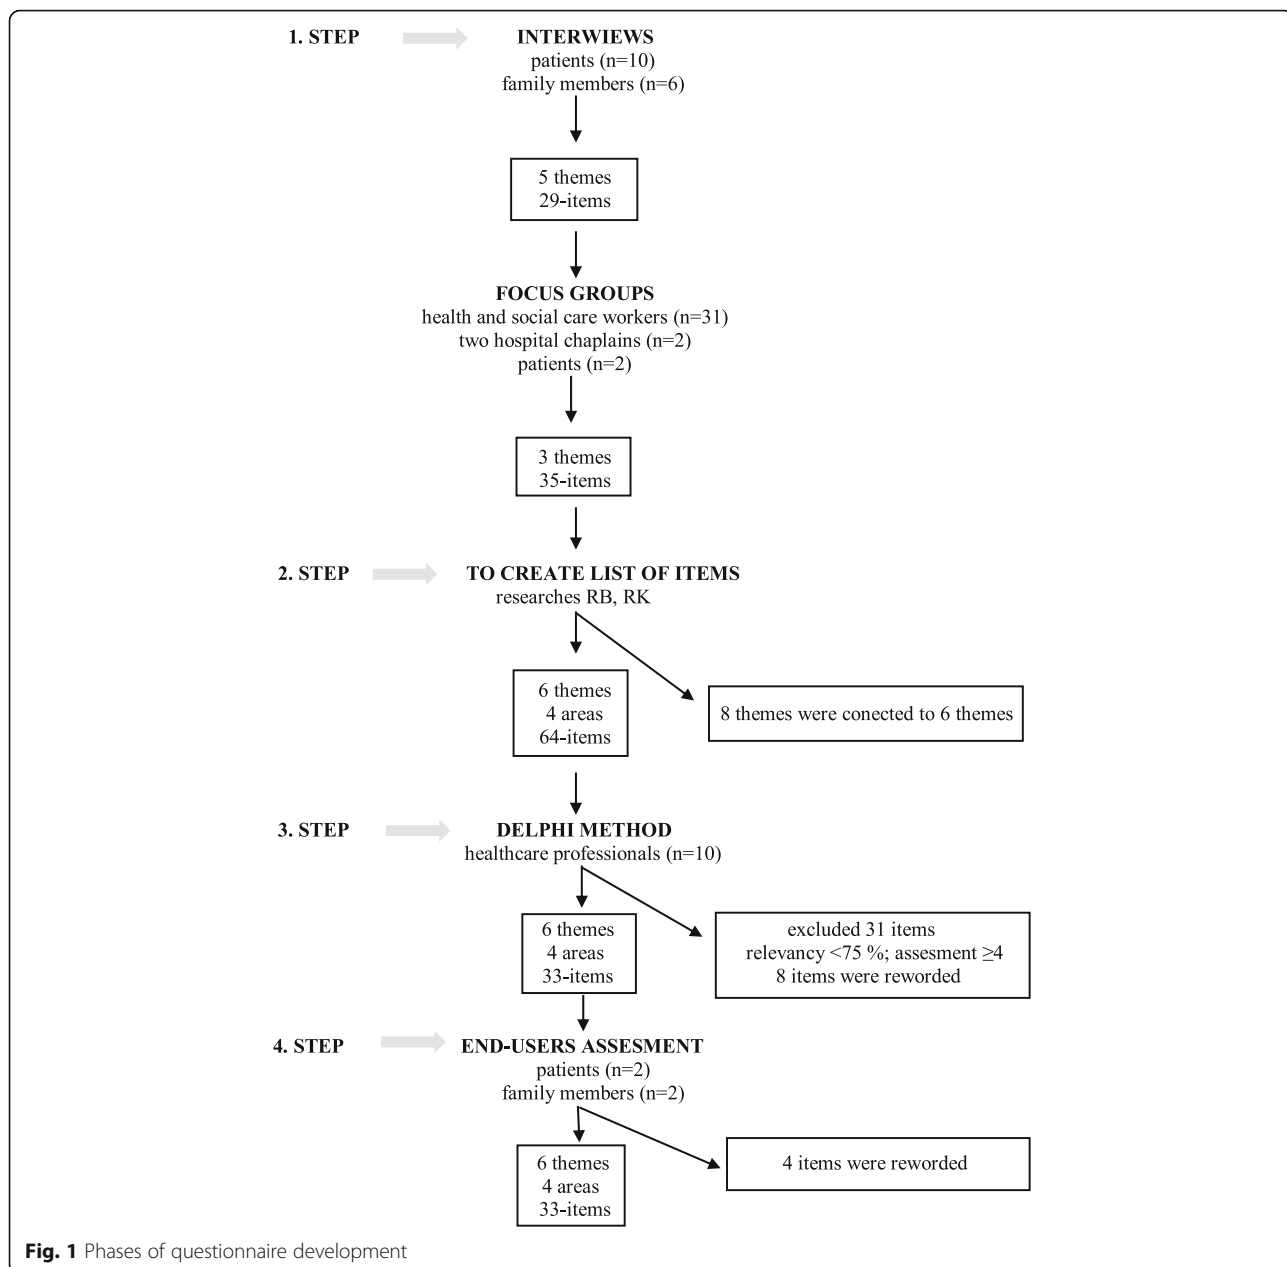 1. STEP
INTERWIEWS
patients (n=10)
family members (n=6)
5 themes
29-items
FOCUS GROUPS
health and social care workers (n=31)
two hospital chaplains (n=2)
patients (n=2)
3 themes
35-items
2. STEP
TO CREATE LIST OF ITEMS
researches RB, RK
6 themes
4 areas
64-items
8 themes were conected to 6 themes
3. STEP
DELPHI METHOD
healthcare professionals (n=10)
6 themes
4 areas
33-items
excluded 31 items
relevancy <75 %; assesment ≥4
8 items were reworded
4. STEP
END-USERS ASSESMENT
patients (n=2)
family members (n=2)
6 themes
4 areas
33-items
4 items were reworded
Fig. 1 Phases of questionnaire development